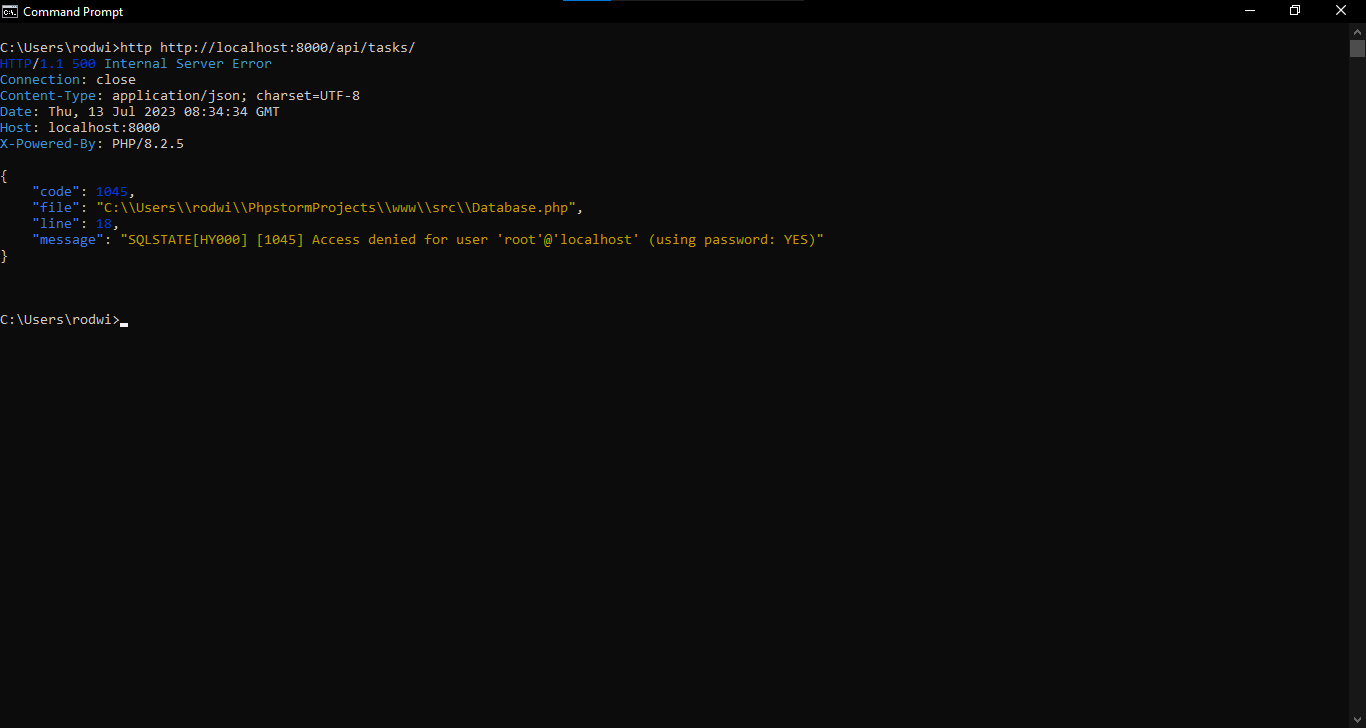 Command Prompt
C:\Users\rodwi>http http://localhost:8000/api/tasks/
HTTP/1.1 500 Internal Server Error
Connection: close
Content-Type: application/json; charset=UTF-8
Date: Thu, 13 Jul 2023 08:34:34 GMT
Host: localhost:8000
X-Powered-By: PHP/8.2.5
{
    "code": 1045,
    "file": "C:\\Users\\rodwi\\PhpstormProjects\\www\\src\\Database.php",
    "line": 18,
    "message": "SQLSTATE[HY000] [1045] Access denied for user 'root'@'localhost' (using password: YES)"
}
C:\Users\rodwi>